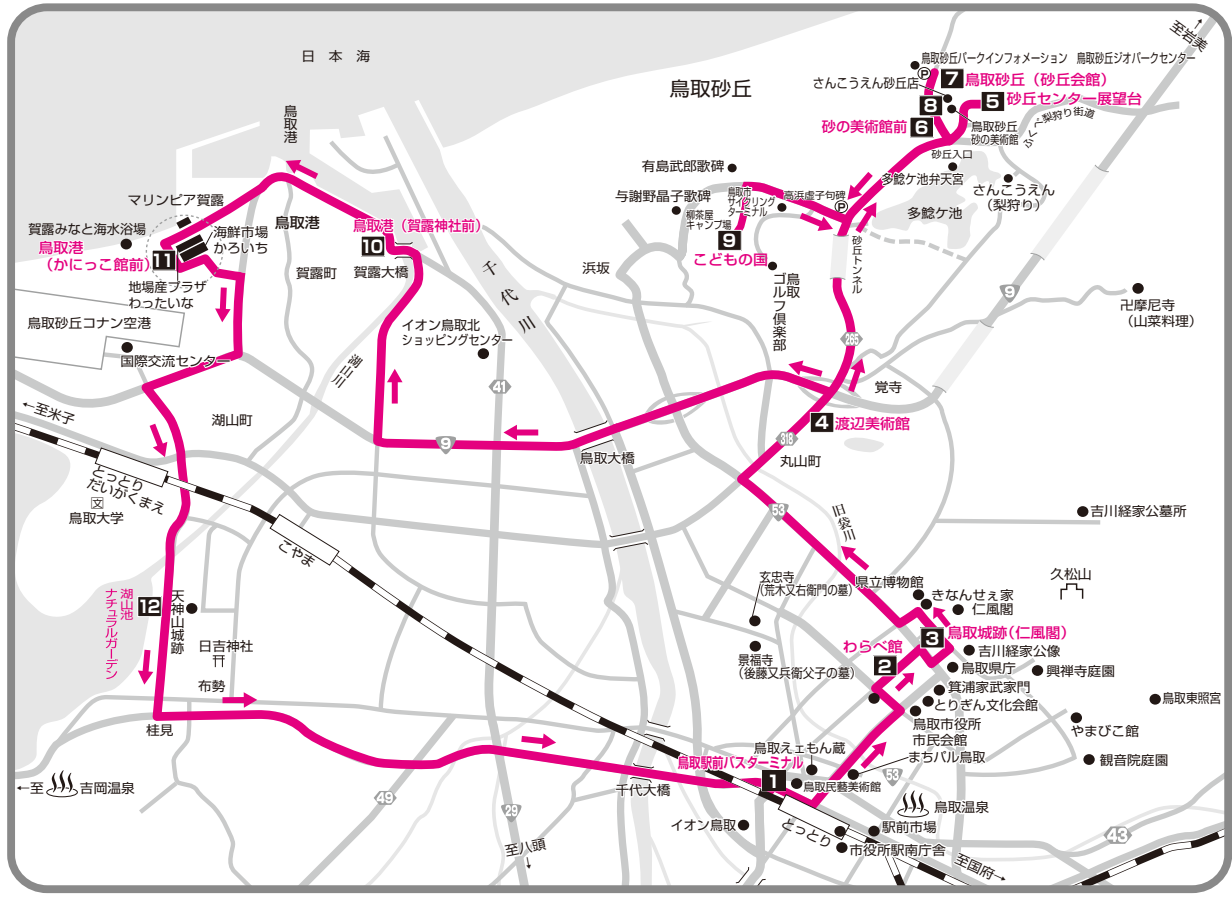 至岩美
日本海
鳥取砂丘パークインフォメーション
鳥取砂丘ジオパークセンター
P
7 鳥取砂丘（砂丘会館）
さんこうえん砂丘店
鳥取砂丘
8
5 砂丘センター展望台
鳥取港
砂の美術館前 6
鳥取砂丘
砂の美術館
ふくべ梨狩り街道
砂丘入口
有島武郎歌碑
多鯰ケ池弁天宮
さんこうえん
（梨狩り）
与謝野晶子歌碑
鳥取市
サイクリング
ターミナル
高浜虚子句碑
P
多鯰ケ池
マリンピア賀露
柳茶屋
キャンプ場
賀露みなと海水浴場
鳥取港
鳥取港（賀露神社前）
海鮮市場
かろいち
鳥取港
（かにっこ館前）
11
10
9
こどもの国
砂丘トンネル
賀露町
賀露大橋
千代川
浜坂
鳥取
ゴルフ倶楽部
地場産プラザ
わったいな
9
卍摩尼寺
（山菜料理）
鳥取砂丘コナン空港
イオン鳥取北
ショッピングセンター
265
国際交流センター
湖山川
41
覚寺
←至米子
湖山町
4 渡辺美術館
318
9
鳥取大橋
丸山町
とっとり
だいがくまえ
文
鳥取大学
53
旧袋川
吉川経家公墓所
こやま
玄忠寺
（荒木又右衛門の墓）
県立博物館
久松山
湖山池
ナチュラルガーデン
12
天神山城跡
きなんせぇ家
仁風閣
3 鳥取城跡（仁風閣）
日吉神社
わらべ館
2
吉川経家公像
景福寺
（後藤又兵衛父子の墓）
鳥取県庁
興禅寺庭園
布勢
箕浦家武家門
とりぎん文化会館
鳥取東照宮
桂見
鳥取市役所
市民会館
やまびこ館
鳥取駅前バスターミナル
鳥取えェもん蔵
まちパル鳥取
観音院庭園
1
鳥取民藝美術館
53
←至
吉岡温泉
千代大橋
49
29
鳥取温泉
イオン鳥取
とっとり
駅前市場
43
市役所駅南庁舎
至八頭
↓
至国府→